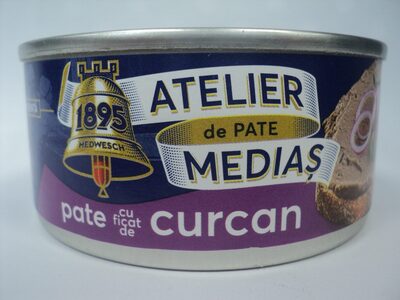 1895
MEDWESCH
ATELIER
de PATE
MEDIAȘ
pate cu ficat de curcan